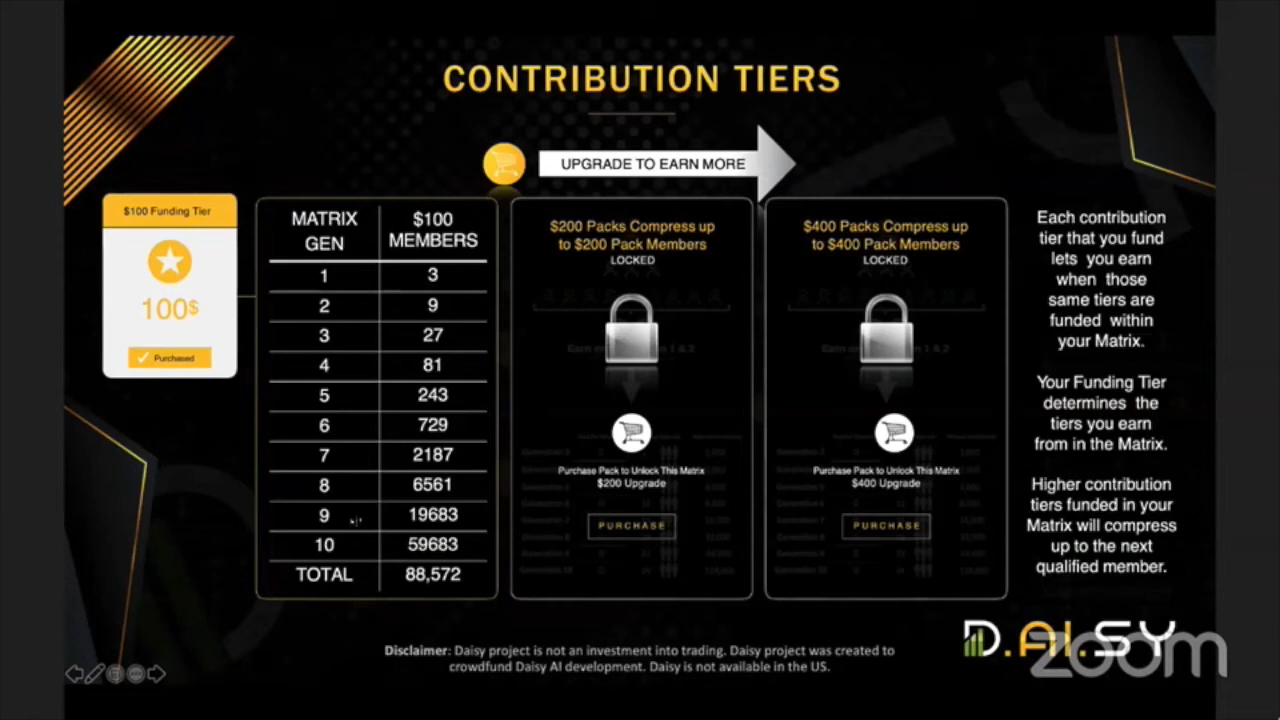 CONTRIBUTION TIERS
UPGRADE TO EARN MORE
$100 Funding Tier
100$
Purchased
MATRIX GEN $100 MEMBERS
1 3
2 9
3 27
4 81
5 243
6 729
7 2187
8 6561
9 19683
10 59683
TOTAL 88,572
$200 Packs Compress up
to $200 Pack Members
LOCKED
Purchase Pack to Unlock This Matrix
$200 Upgrade
PURCHASE
$400 Packs Compress up
to $400 Pack Members
LOCKED
Purchase Pack to Unlock This Matrix
$400 Upgrade
PURCHASE
Each contribution
tier that you fund
lets you earn
when those
same tiers are
funded within
your Matrix.
Your Funding Tier
determines the
tiers you earn
from in the Matrix.
Higher contribution
tiers funded in your
Matrix will compress
up to the next
qualified member.
Disclaimer: Daisy project is not an investment into trading. Daisy project was created to
crowdfund Daisy AI development. Daisy is not available in the US.
D.AI.SY
zoom